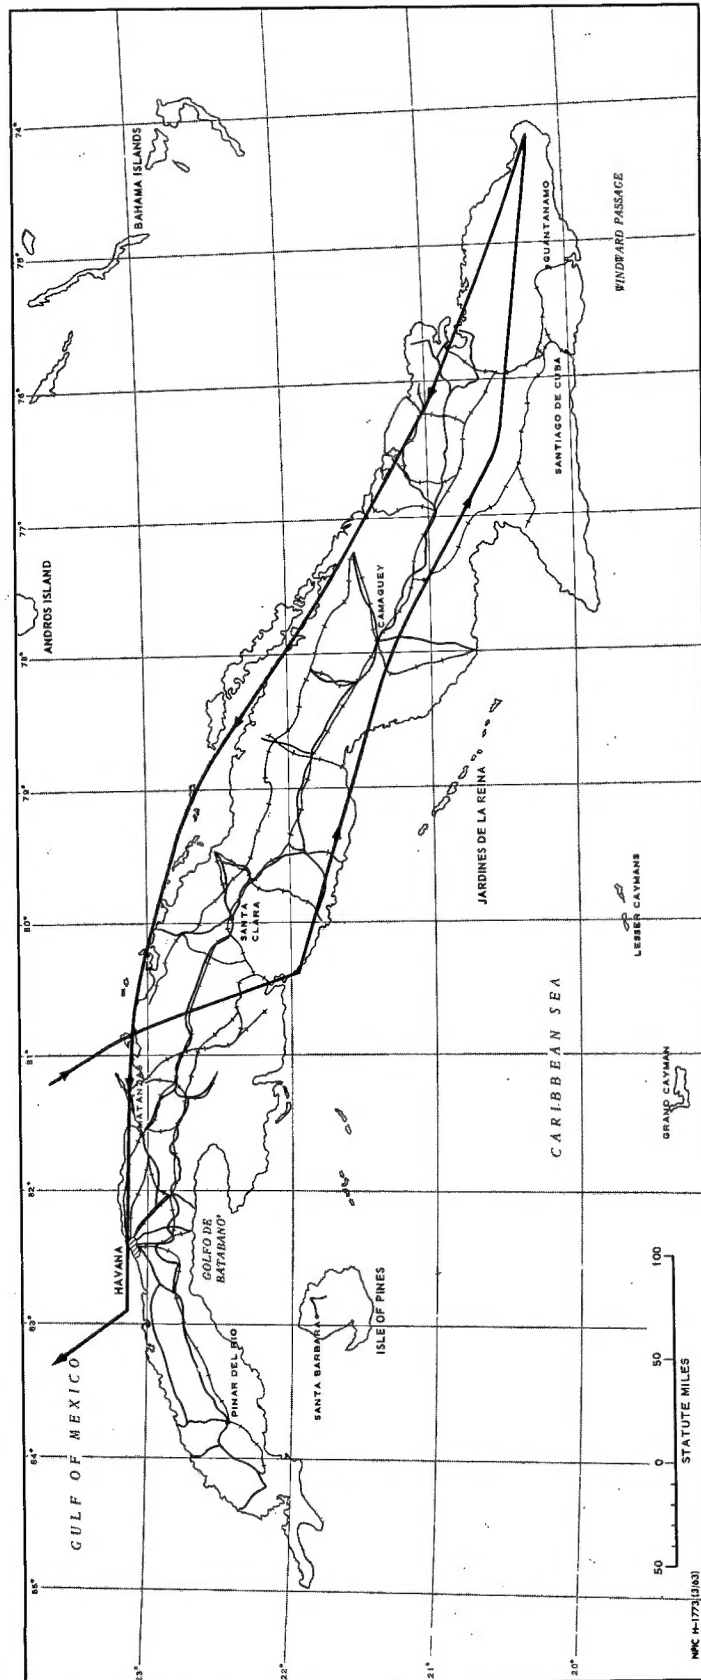 85°
84°
83°
82°
81°
80°
79°
78°
77°
76°
75°
74°
ANDROS ISLAND
GULF OF MEXICO
HAVANA
MATANZAS
BAHAMA ISLANDS
23°
GOLFO DE
BATABANO
PINAR DEL RIO
SANTA
CLARA
22°
SANTA BARBARA
ISLE OF PINES
CAMAGUEY
21°
JARDINES DE LA REINA
GUANTANAMO
SANTIAGO DE CUBA
CARIBBEAN SEA
WINDWARD PASSAGE
20°
LESSER CAYMANS
GRAND CAYMAN
50 0 50 100
STATUTE MILES
NPIC H-1773 (3/63)